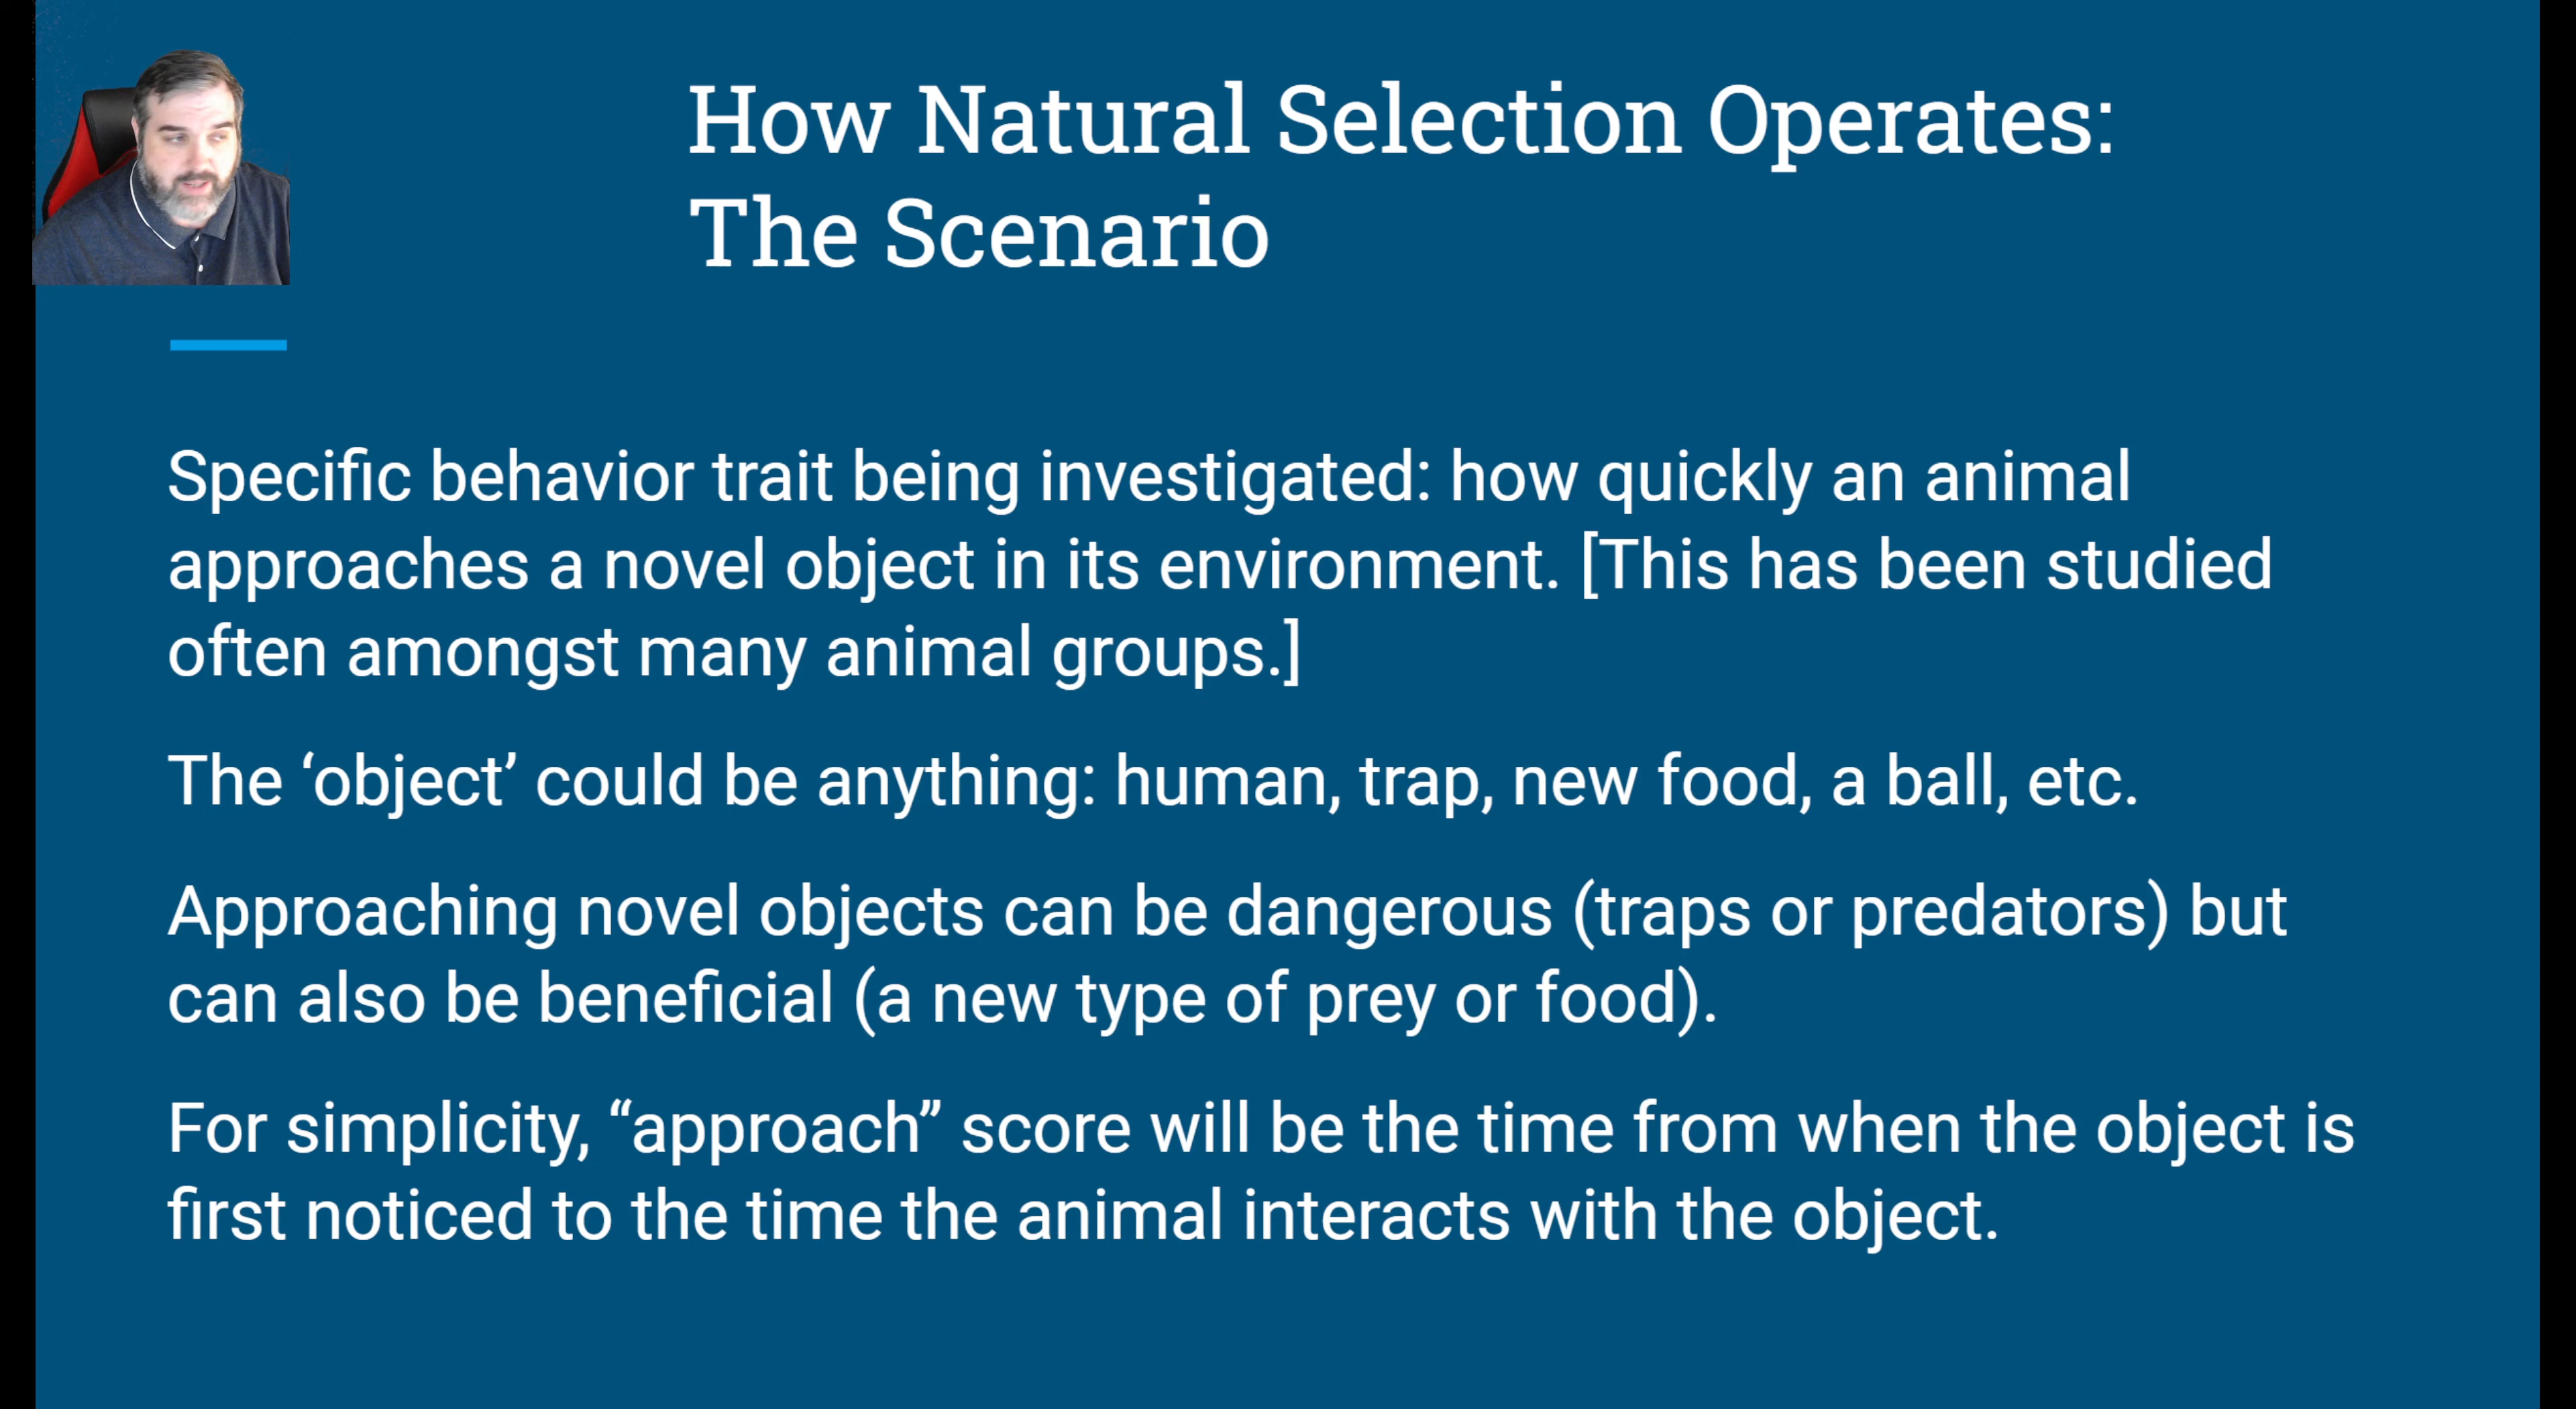 How Natural Selection Operates:
The Scenario
Specific behavior trait being investigated: how quickly an animal
approaches a novel object in its environment. [This has been studied
often amongst many animal groups.]
The ‘object’ could be anything: human, trap, new food, a ball, etc.
Approaching novel objects can be dangerous (traps or predators) but
can also be beneficial (a new type of prey or food).
For simplicity, “approach” score will be the time from when the object is
first noticed to the time the animal interacts with the object.